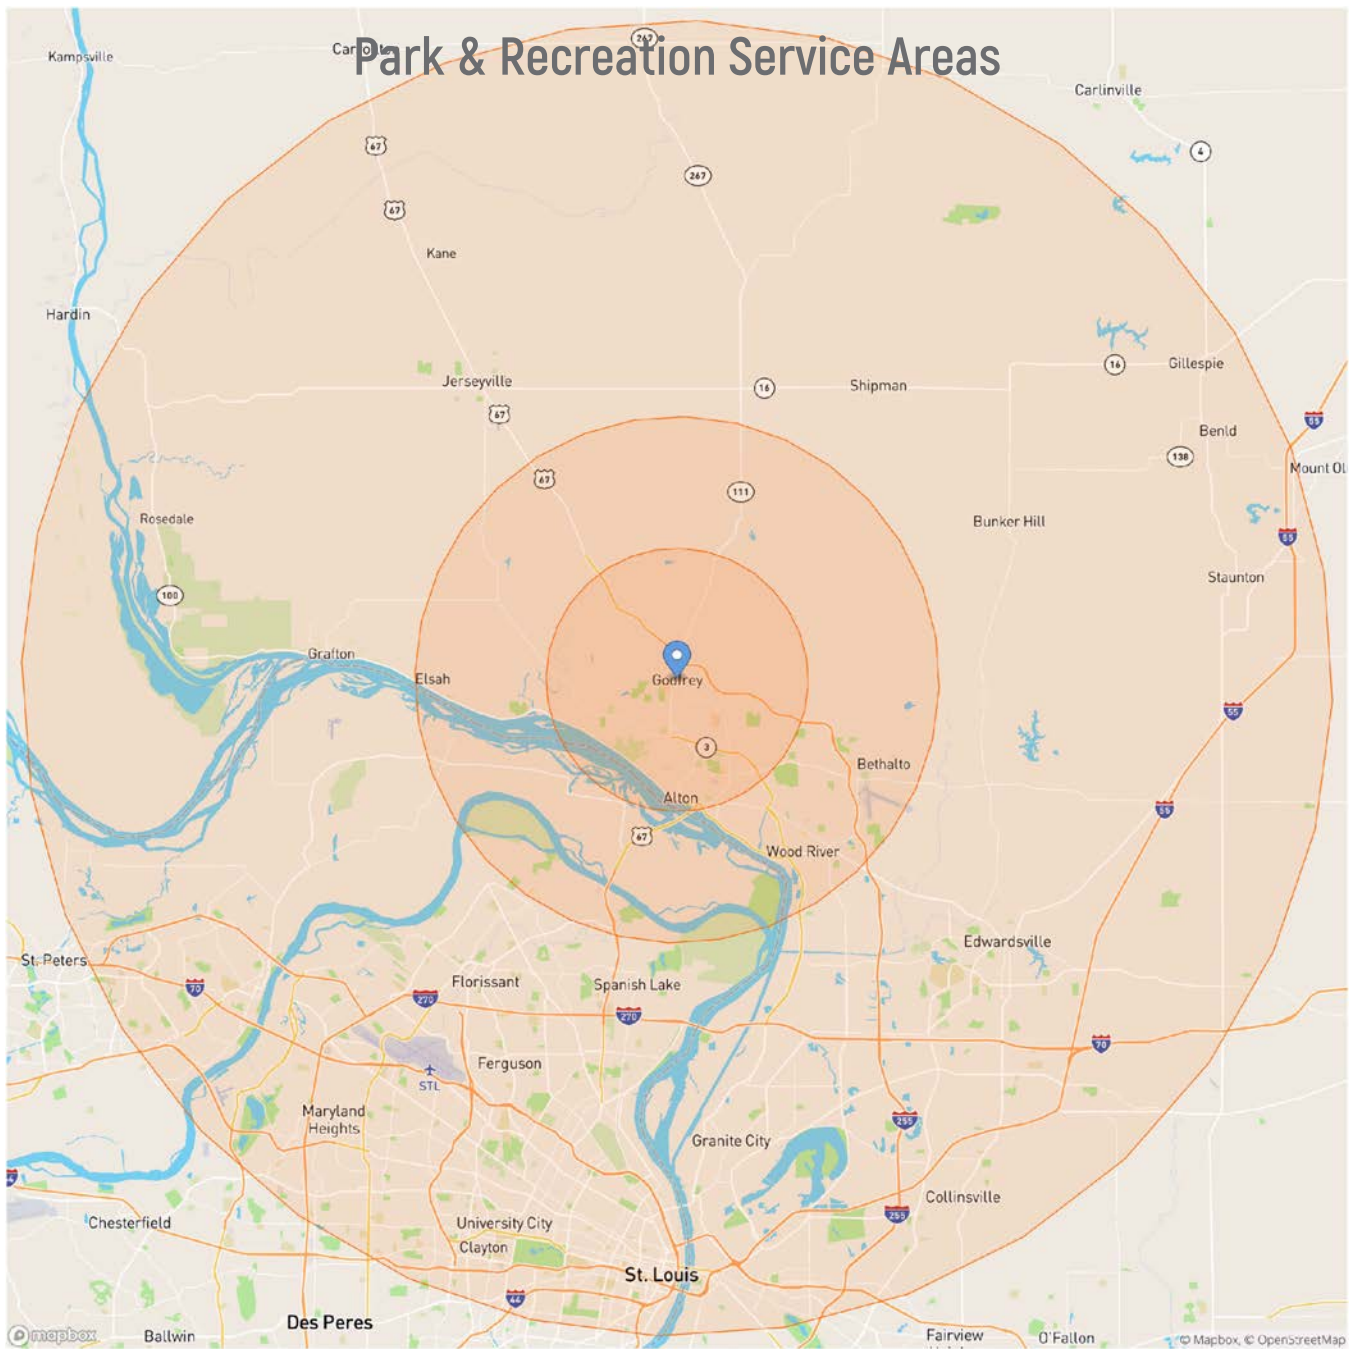 Park & Recreation Service Areas
Kampsville
267
Carlinville
67
4
267
67
Kane
Hardin
16
Gillespie
Jerseyville
16
Shipman
67
55
Benld
138
Mount Ol
67
111
Rosedale
Bunker Hill
55
Staunton
100
Grafton
Elsah
Godfrey
55
3
Bethalto
Alton
55
67
Wood River
Edwardsville
St. Peters
70
Florissant
270
Spanish Lake
270
70
Ferguson
STL
Maryland
Heights
255
Granite City
Collinsville
255
Chesterfield
University City
Clayton
St. Louis
44
Des Peres
mapbox
Ballwin
Fairview
O'Fallon
© Mapbox, © OpenStreetMap